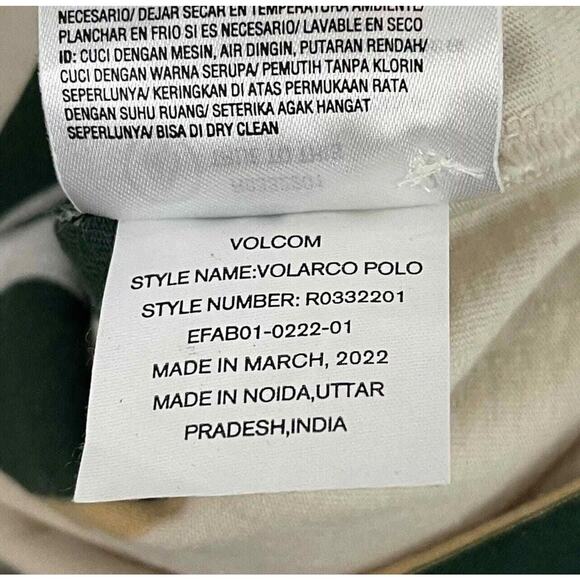 NECESARIO/ DEJAR SECAR EN TEMPERATURA AMBIENTE/
PLANCHAR EN FRIO SI ES NECESARIO/ LAVABLE EN SECO
ID: CUCI DENGAN MESIN, AIR DINGIN, PUTARAN RENDAH/
CUCI DENGAN WARNA SERUPA/ PEMUTIH TANPA KLORIN
SEPERLUNYA/ KERINGKAN DI ATAS PERMUKAAN RATA
DENGAN SUHU RUANG/ SETERIKA AGAK HANGAT
SEPERLUNYA/ BISA DI DRY CLEAN
VOLCOM
STYLE NAME:VOLARCO POLO
STYLE NUMBER: R0332201
EFAB01-0222-01
MADE IN MARCH, 2022
MADE IN NOIDA,UTTAR
PRADESH,INDIA